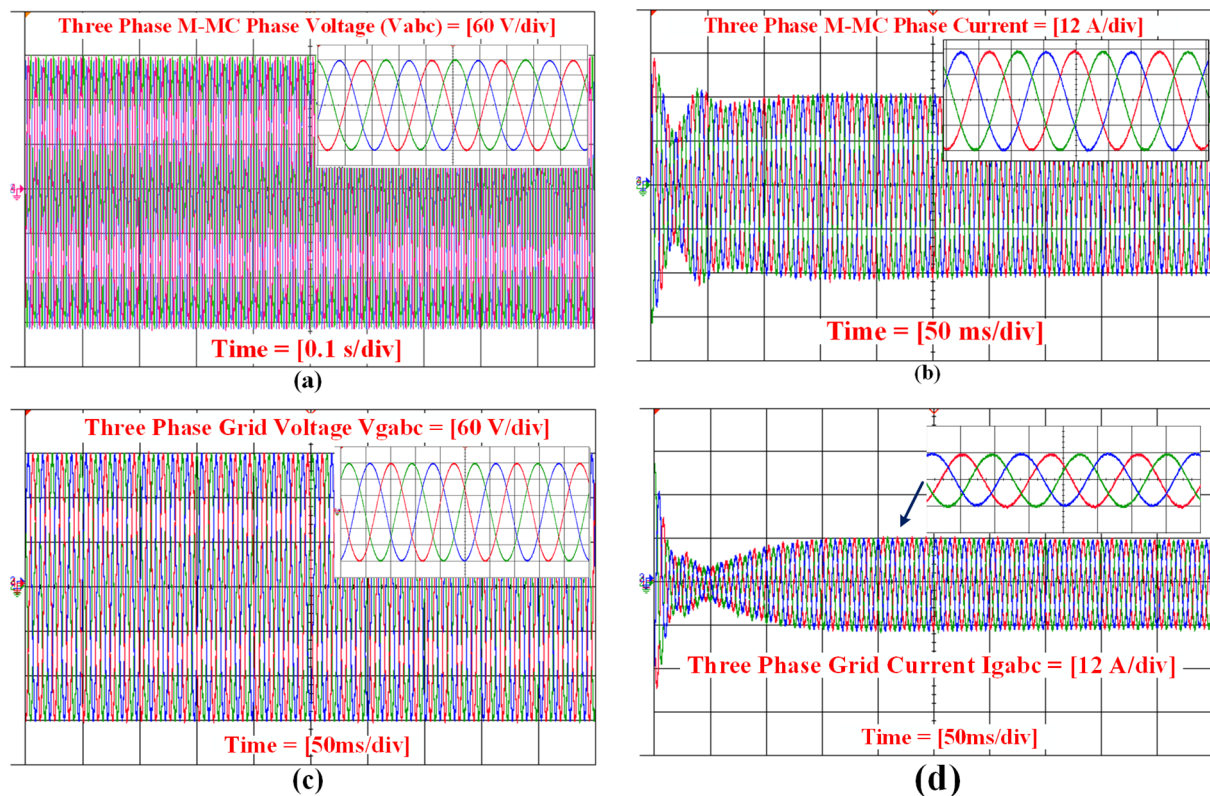 Three Phase M-MC Phase Voltage (Vabc) = [60 V/div]
Time = [0.1 s/div]
(a)
Three Phase M-MC Phase Current = [12 A/div]
Time = [50 ms/div]
(b)
Three Phase Grid Voltage Vgabc = [60 V/div]
Time = [50ms/div]
(c)
Three Phase Grid Current Igabc = [12 A/div]
Time = [50ms/div]
(d)